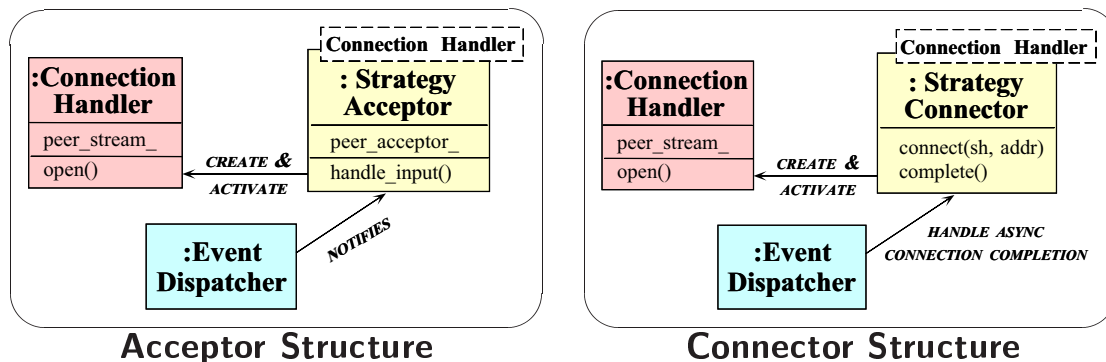 Connection Handler
:Connection
Handler
peer_stream_
open()
: Strategy
Acceptor
peer_acceptor_
handle_input()
CREATE &
ACTIVATE
NOTIFIES
:Event
Dispatcher
Acceptor Structure
Connection Handler
:Connection
Handler
peer_stream_
open()
: Strategy
Connector
connect(sh, addr)
complete()
CREATE &
ACTIVATE
HANDLE ASYNC
CONNECTION COMPLETION
:Event
Dispatcher
Connector Structure